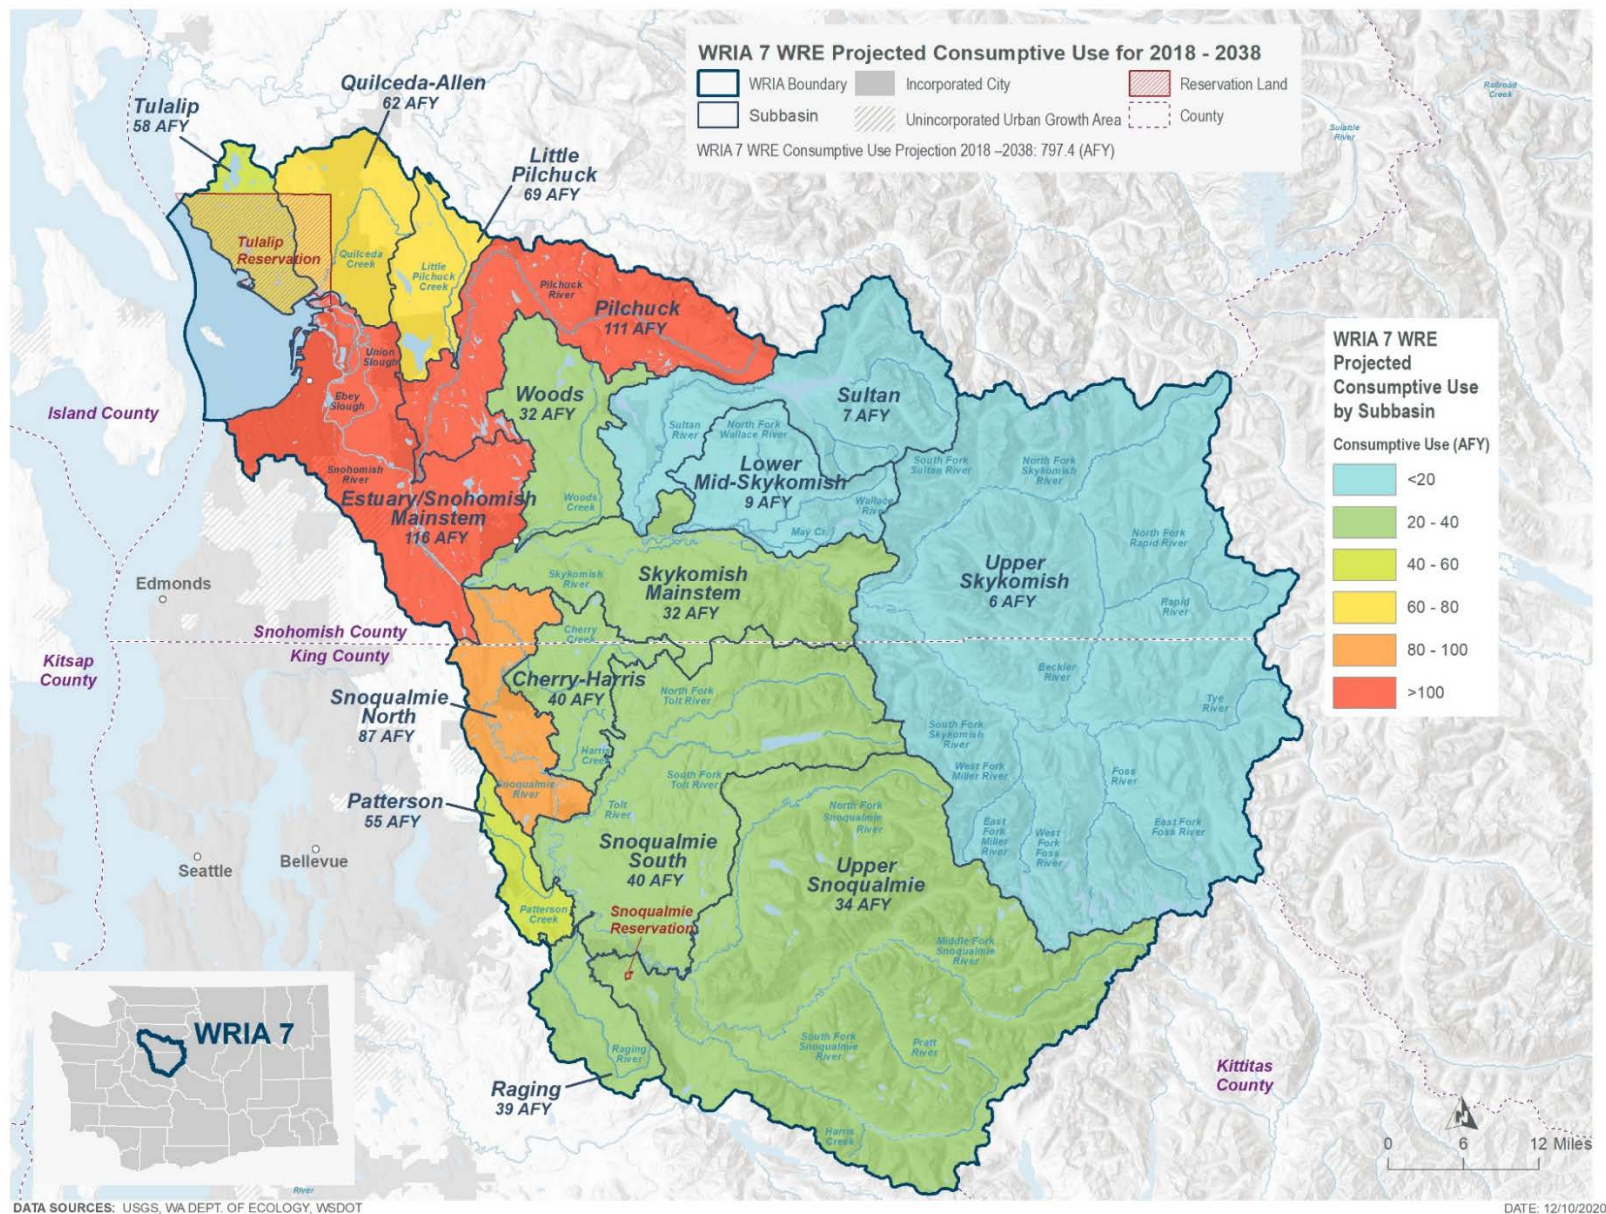 WRIA 7 WRE Projected Consumptive Use for 2018 - 2038
WRIA Boundary
Incorporated City
Reservation Land
Subbasin
Unincorporated Urban Growth Area
County
WRIA 7 WRE Consumptive Use Projection 2018 –2038: 797.4 (AFY)
Railroad
Creek
Suiattle
River
Quilceda-Allen
62 AFY
Tulalip
58 AFY
Little
Pilchuck
69 AFY
Tulalip
Reservation
Quilceda
Creek
Little
Pilchuck
Creek
Pilchuck
River
Pilchuck
111 AFY
Union
Slough
Ebey
Slough
Island County
Woods
32 AFY
Sultan
7 AFY
Sultan
River
North Fork
Wallace River
Lower
Mid-Skykomish
9 AFY
Wallace
River
May Cr.
South Fork
Sultan River
North Fork
Skykomish
River
North Fork
Rapid River
Snohomish
River
Estuary/Snohomish
Mainstem
116 AFY
Woods
Creek
Skykomish
River
Skykomish
Mainstem
32 AFY
Upper
Skykomish
6 AFY
Rapid
River
WRIA 7 WRE
Projected
Consumptive Use
by Subbasin
Consumptive Use (AFY)
<20
20 - 40
40 - 60
60 - 80
80 - 100
>100
Edmonds
Snohomish County
King County
Kitsap
County
Cherry
Creek
Cherry-Harris
40 AFY
Snoqualmie
North
87 AFY
Harris
Creek
North Fork
Tolt River
South Fork
Tolt River
Tolt
River
Snoqualmie
River
Beckler
River
Tye
River
South Fork
Skykomish
River
West Fork
Miller River
Foss
River
East
Fork
Miller
River
West
Fork
Foss
River
East Fork
Foss River
Patterson
55 AFY
Seattle
Bellevue
Snoqualmie
South
40 AFY
North Fork
Snoqualmie
River
Upper
Snoqualmie
34 AFY
Patterson
Creek
Snoqualmie
Reservation
Middle Fork
Snoqualmie
River
South Fork
Snoqualmie
River
Pratt
River
Raging
River
Raging
39 AFY
Harris
Creek
Kittitas
County
WRIA 7
River
N
0 6 12 Miles
DATA SOURCES: USGS, WA DEPT. OF ECOLOGY, WSDOT
DATE: 12/10/2020